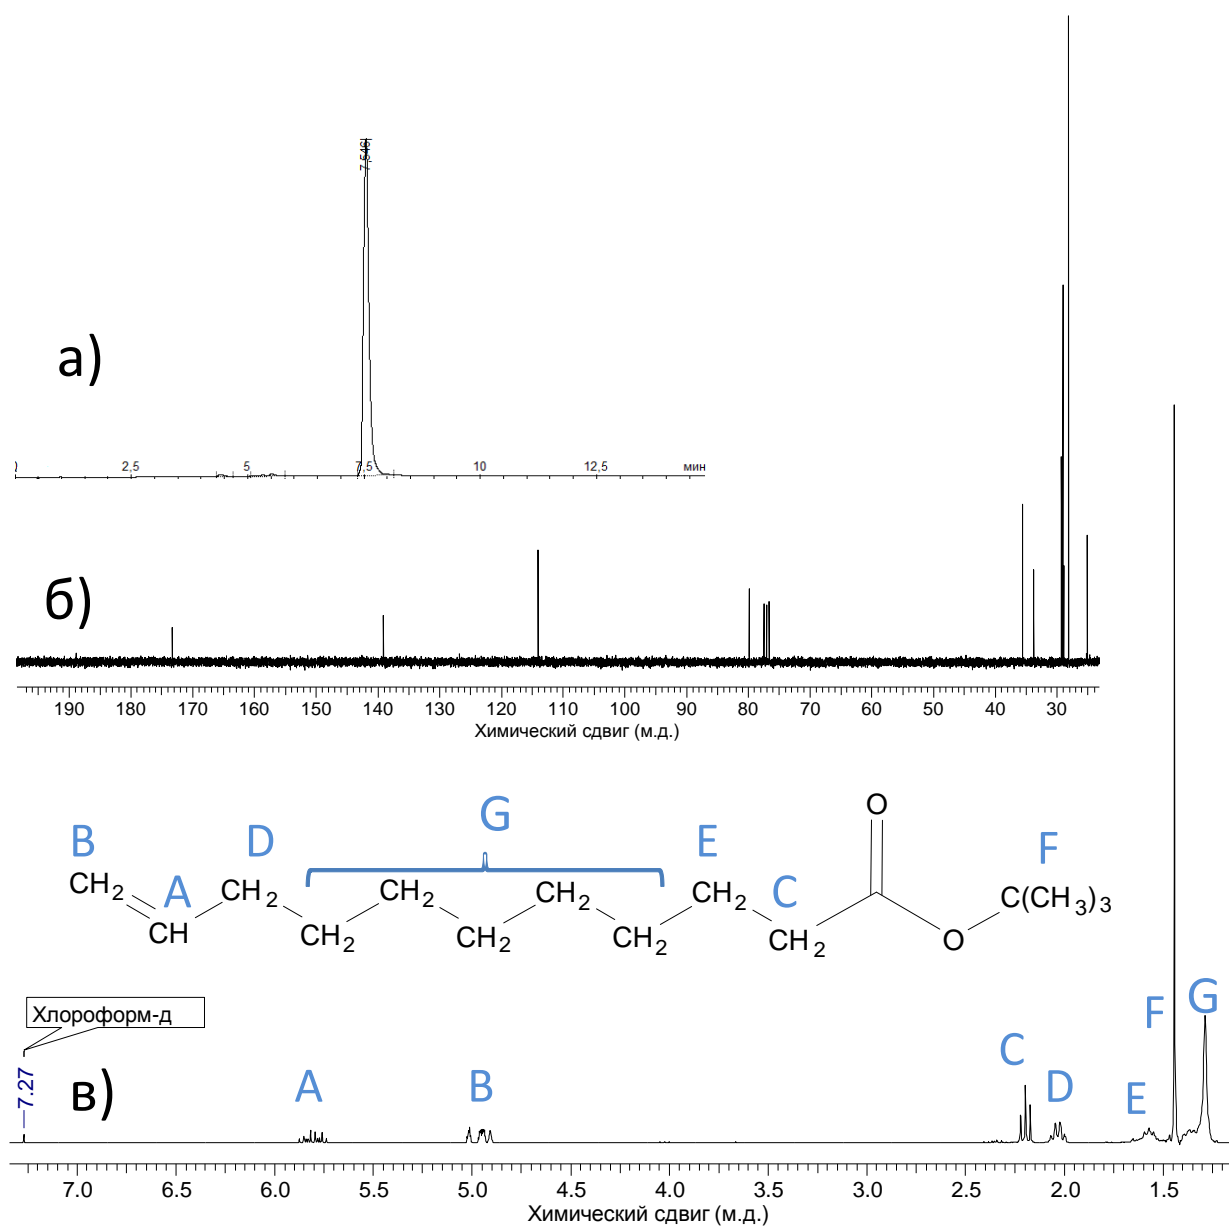 7,546
а)
) 2,5 5 7,5 10 12,5 мин
б)
190 180 170 160 150 140 130 120 110 100 90 80 70 60 50 40 30
Химический сдвиг (м.д.)
G O
B D E F
CH2 A CH2 CH2 CH2 CH2 C C(CH3)3
CH CH2 CH2 CH2 CH2 O
Хлороформ-д
F G
7.27 в) A B C D E
7.0 6.5 6.0 5.5 5.0 4.5 4.0 3.5 3.0 2.5 2.0 1.5
Химический сдвиг (м.д.)